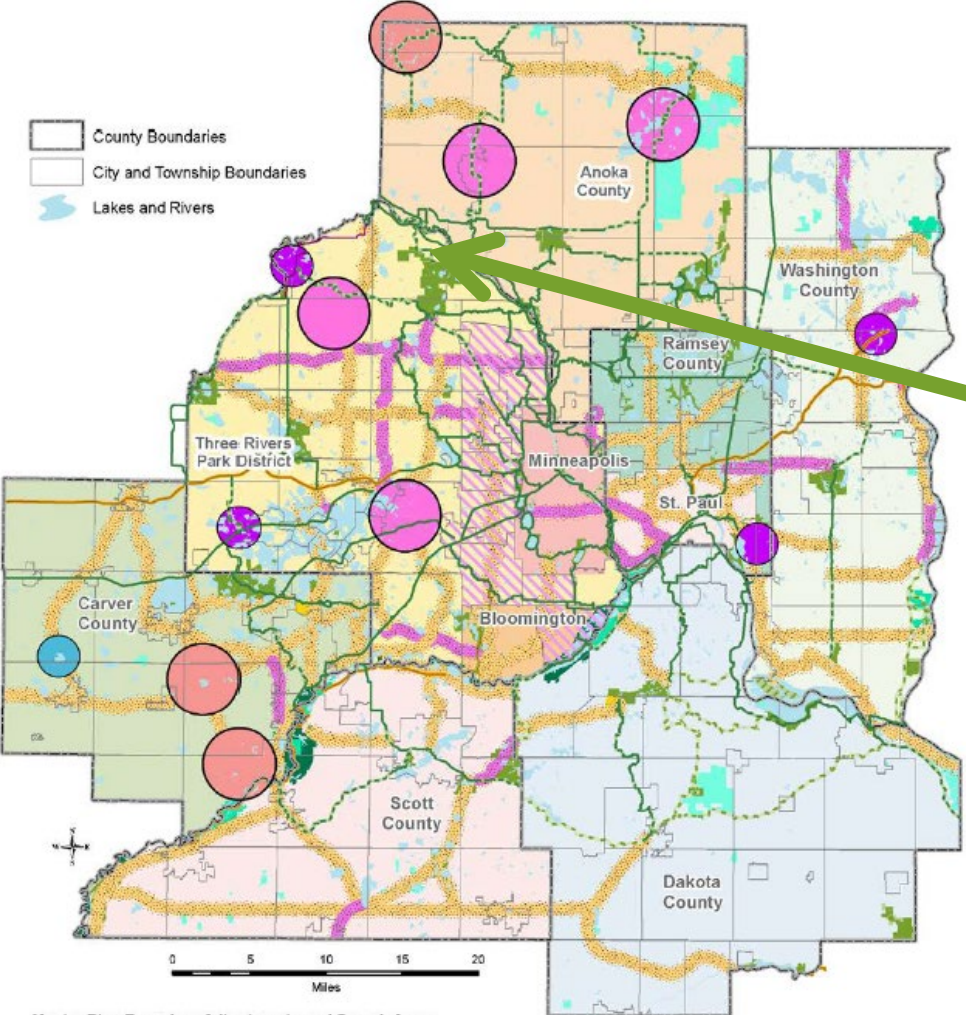 County Boundaries
City and Township Boundaries
Lakes and Rivers
Anoka
County
Washington
County
Ramsey
County
Three Rivers
Park District
Minneapolis
St. Paul
Carver
County
Bloomington
Scott
County
Dakota
County
N
W
E
S
0 5 10 15 20
Miles